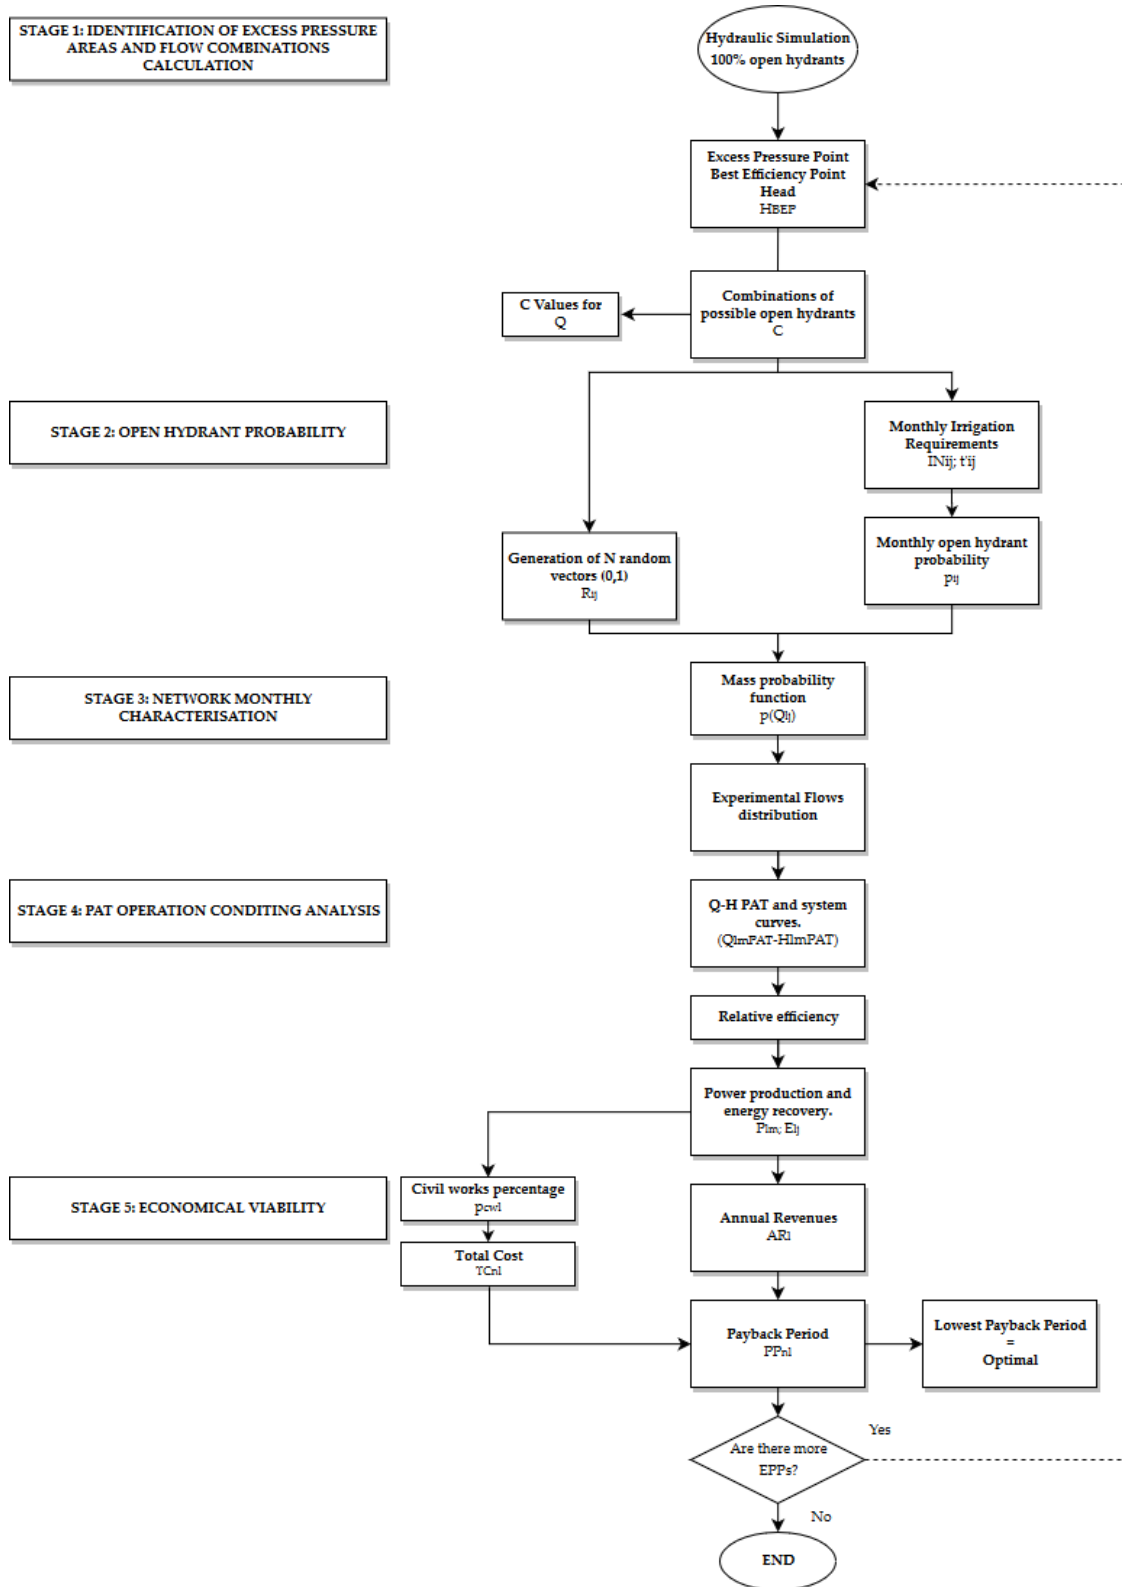 STAGE 1: IDENTIFICATION OF EXCESS PRESSURE
AREAS AND FLOW COMBINATIONS
CALCULATION
Hydraulic Simulation
100% open hydrants
Excess Pressure Point
Best Efficiency Point
Head
HBEP
C Values for
Q
Combinations of
possible open hydrants
C
STAGE 2: OPEN HYDRANT PROBABILITY
Monthly Irrigation
Requirements
INij; t'ij
Generation of N random
vectors (0,1)
Rij
Monthly open hydrant
probability
pij
STAGE 3: NETWORK MONTHLY
CHARACTERISATION
Mass probability
function
p(Qlj)
Experimental Flows
distribution
STAGE 4: PAT OPERATION CONDITING ANALYSIS
Q-H PAT and system
curves.
(QlmPAT-HlmPAT)
Relative efficiency
Power production and
energy recovery.
Plm; Elj
STAGE 5: ECONOMICAL VIABILITY
Civil works percentage
pcwl
Total Cost
TCnl
Annual Revenues
ARl
Payback Period
PPnl
Lowest Payback Period
=
Optimal
Are there more
EPPs?
Yes
No
END